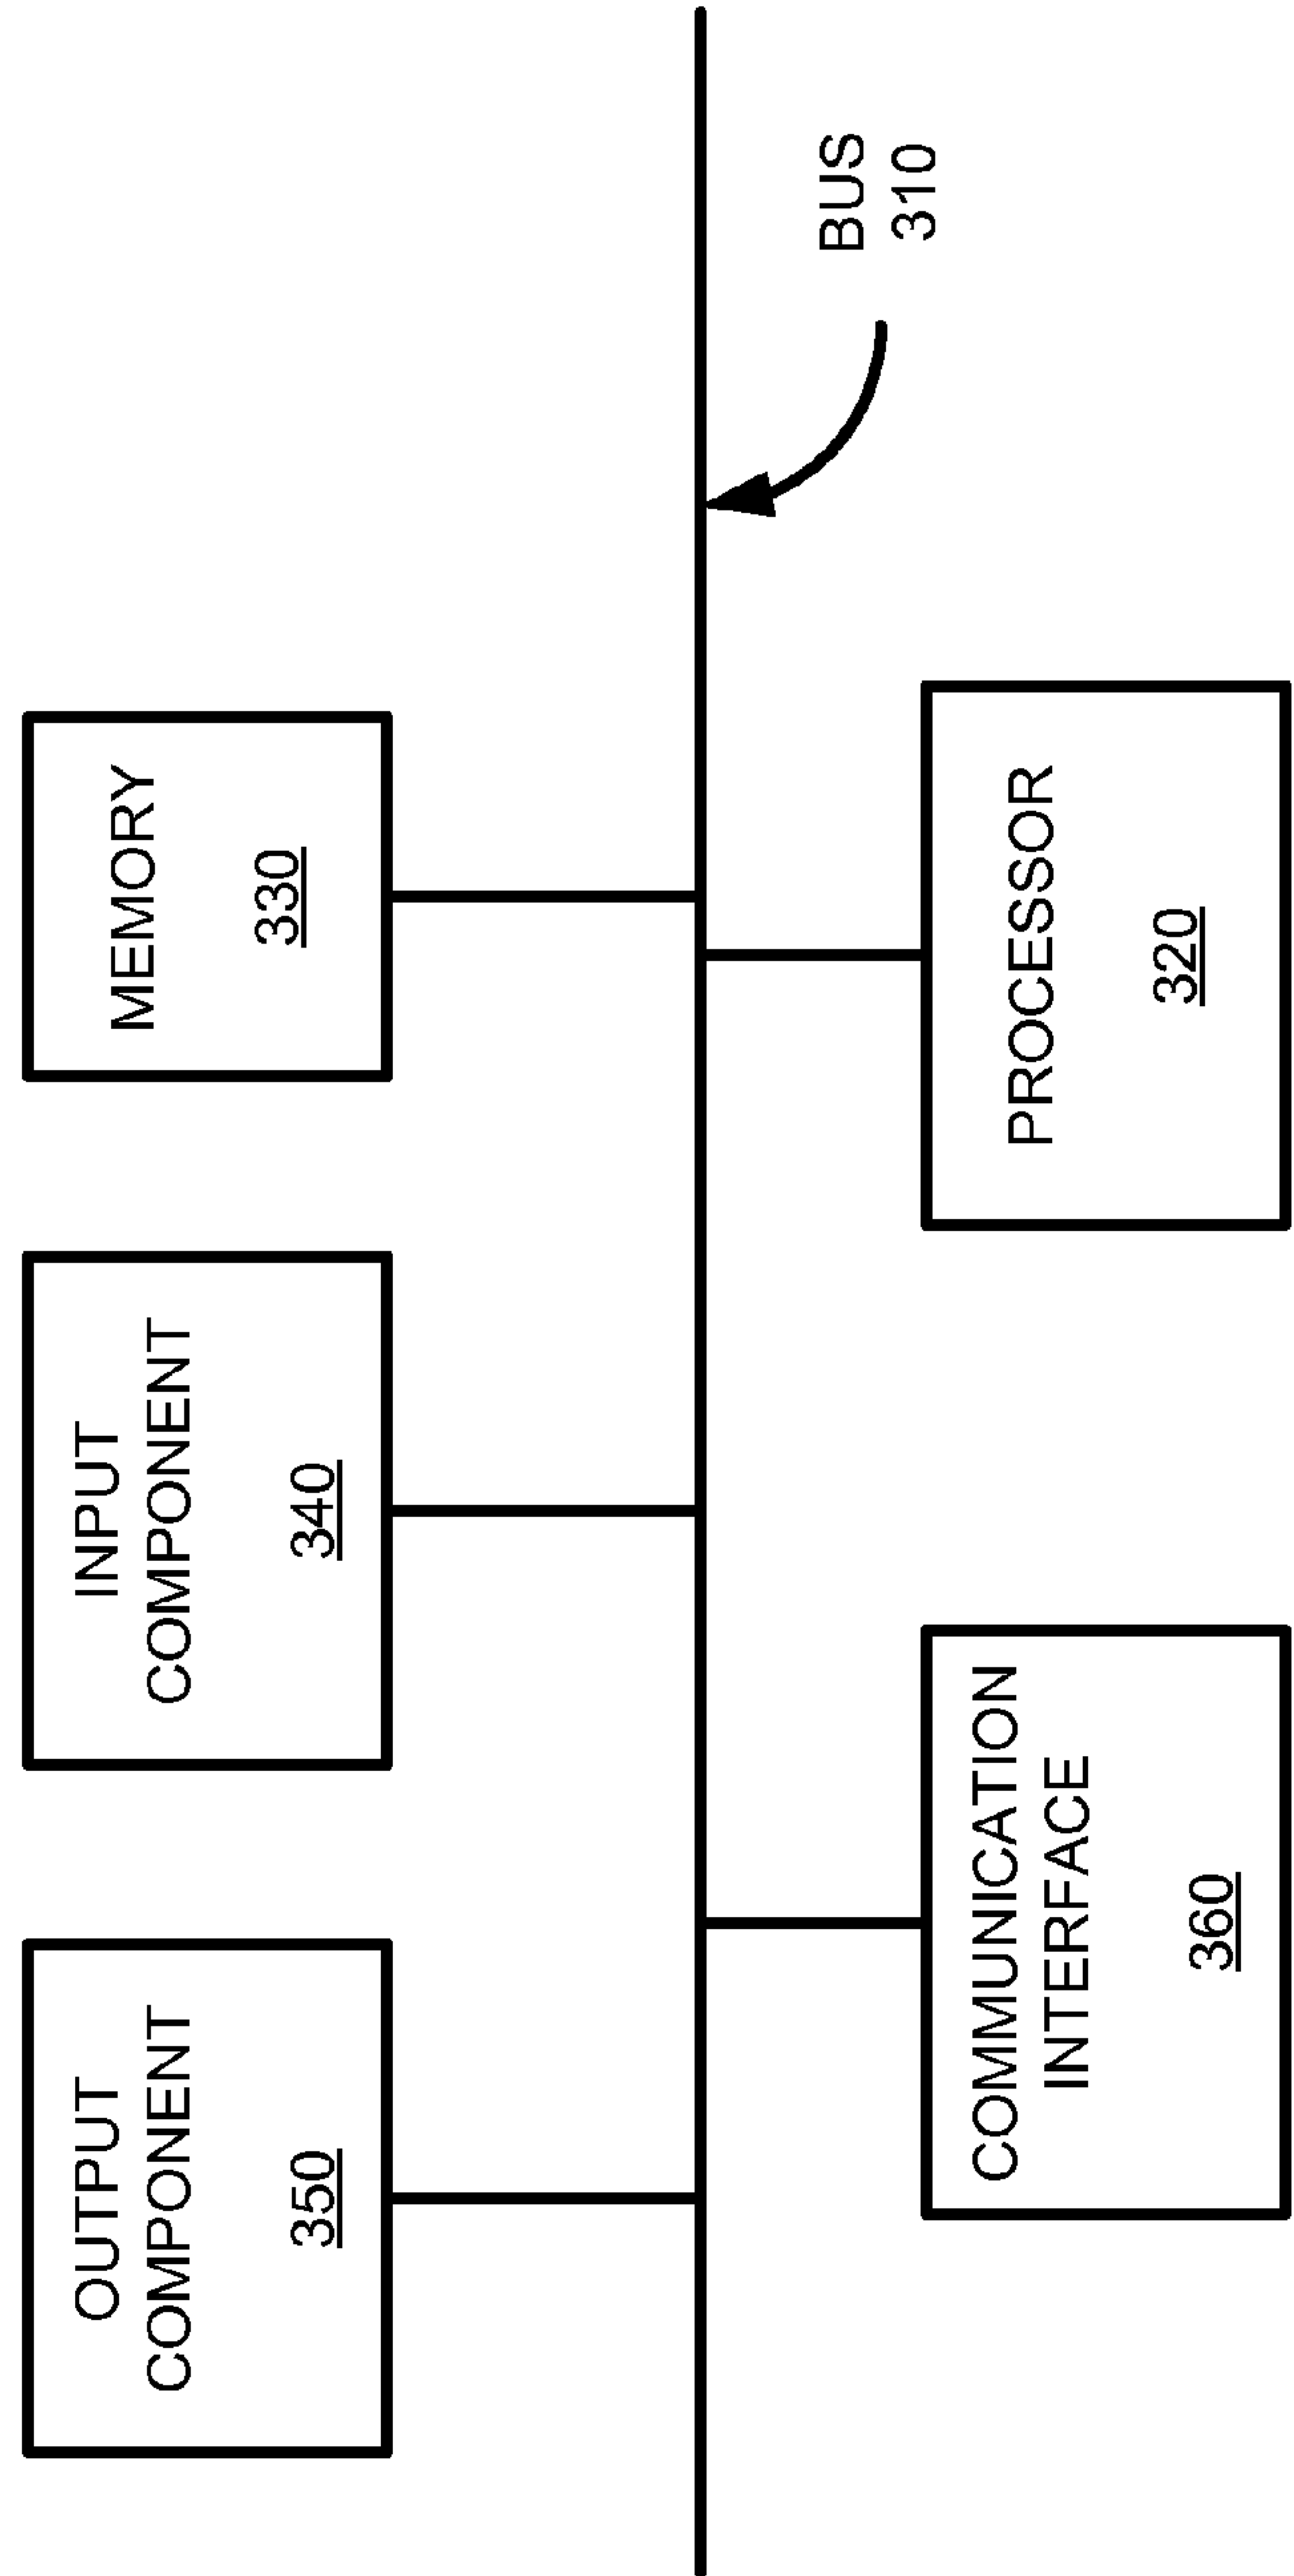 OUTPUT
COMPONENT
350
INPUT
COMPONENT
340
MEMORY
330
BUS
310
COMMUNICATION
INTERFACE
360
PROCESSOR
320